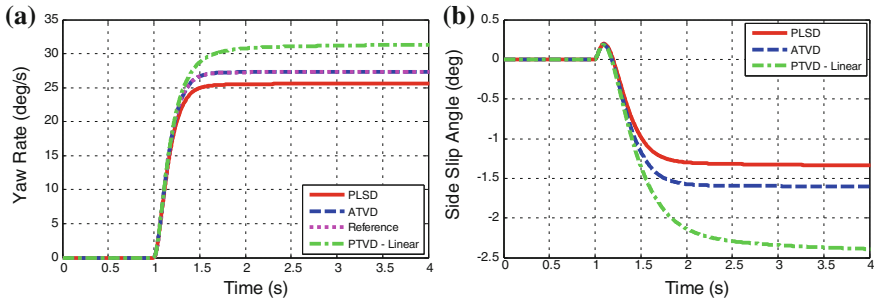 (a)
35
30
25
20
15
10
5
0
Yaw Rate (deg/s)
PLSD
ATVD
Reference
PTVD - Linear
0 0.5 1 1.5 2 2.5 3 3.5 4
Time (s)
(b)
0.5
0
-0.5
-1
-1.5
-2
-2.5
Side Slip Angle (deg)
PLSD
ATVD
PTVD - Linear
0 0.5 1 1.5 2 2.5 3 3.5 4
Time (s)